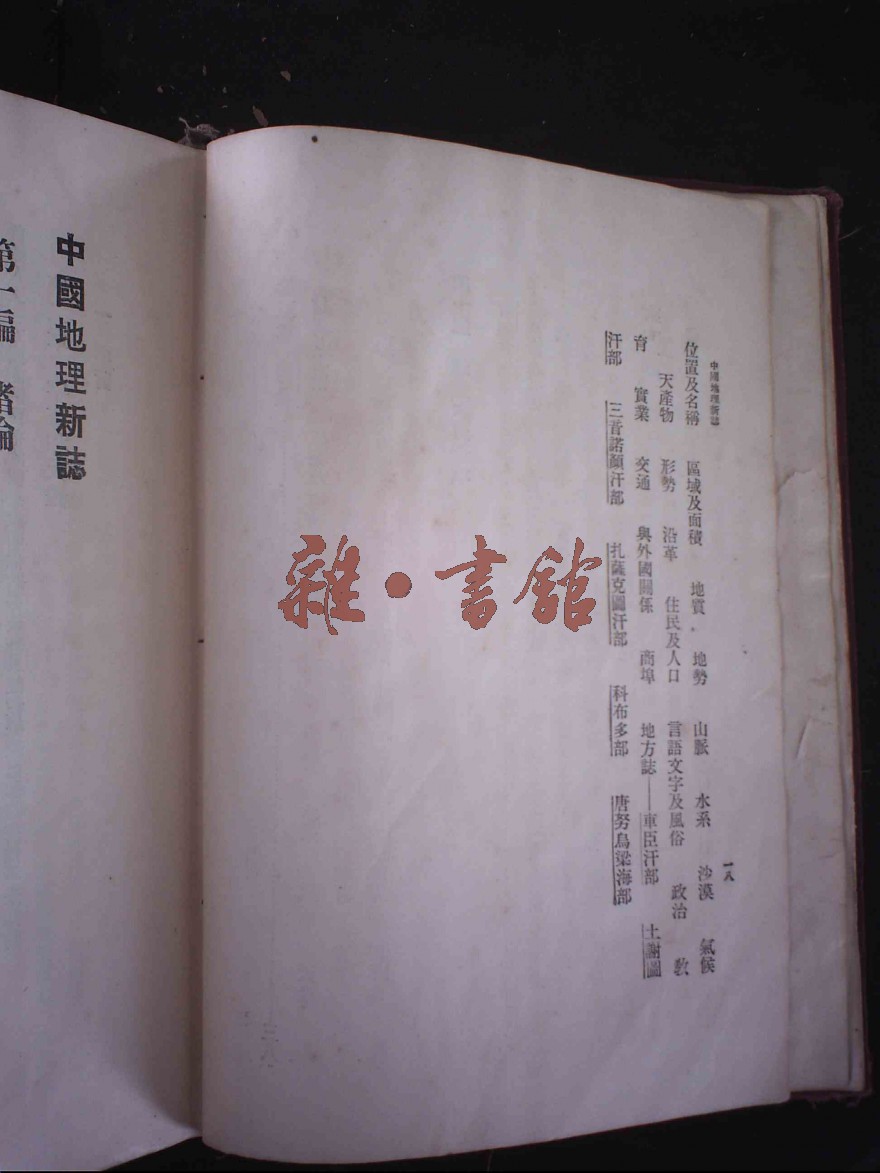 中國地理新誌
一八
位置及名稱 區域及面積 地質 地勢 山脈 水系 沙漠 氣候
天產物 形勢 沿革 住民及人口 言語文字及風俗 政治 教
育 實業 交通 與外國關係 商埠 地方誌——車臣汗部 土謝圖
汗部 三音諾顏汗部 扎薩克圖汗部 科布多部 唐努烏梁海部
雜·書館
中國地理新誌
第一編 緒論